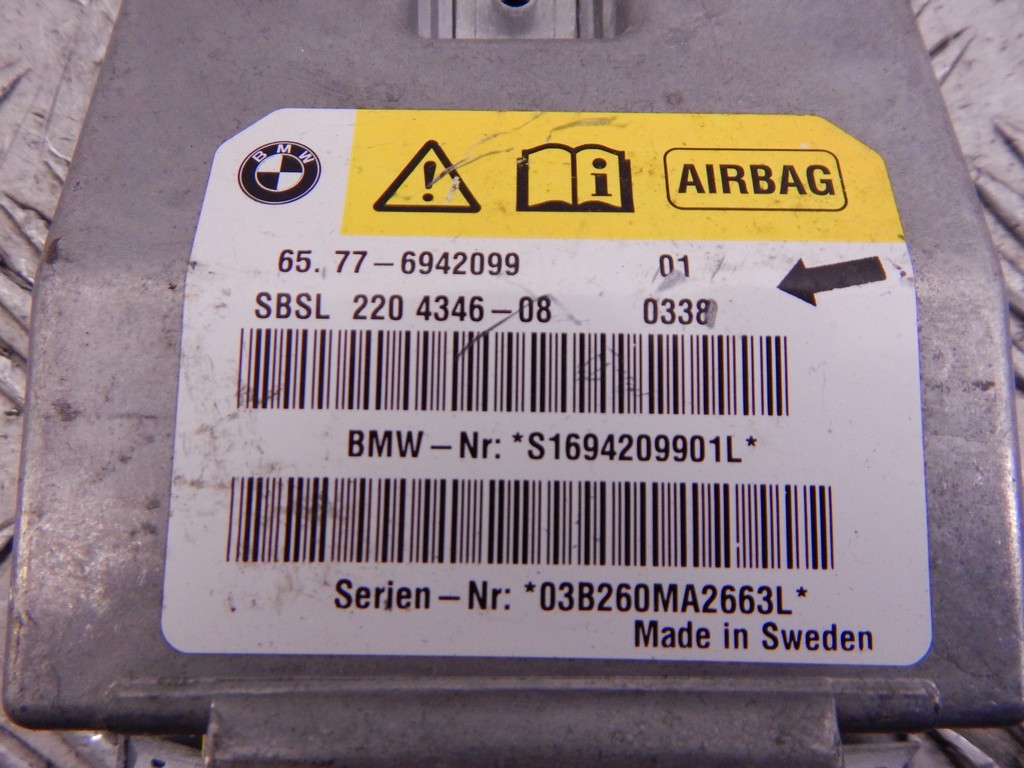 BMW
AIRBAG
65. 77-6942099 01
SBSL 220 4346-08 0338
BMW-Nr: *S1694209901L*
Serien-Nr: *03B260MA2663L*
Made in Sweden